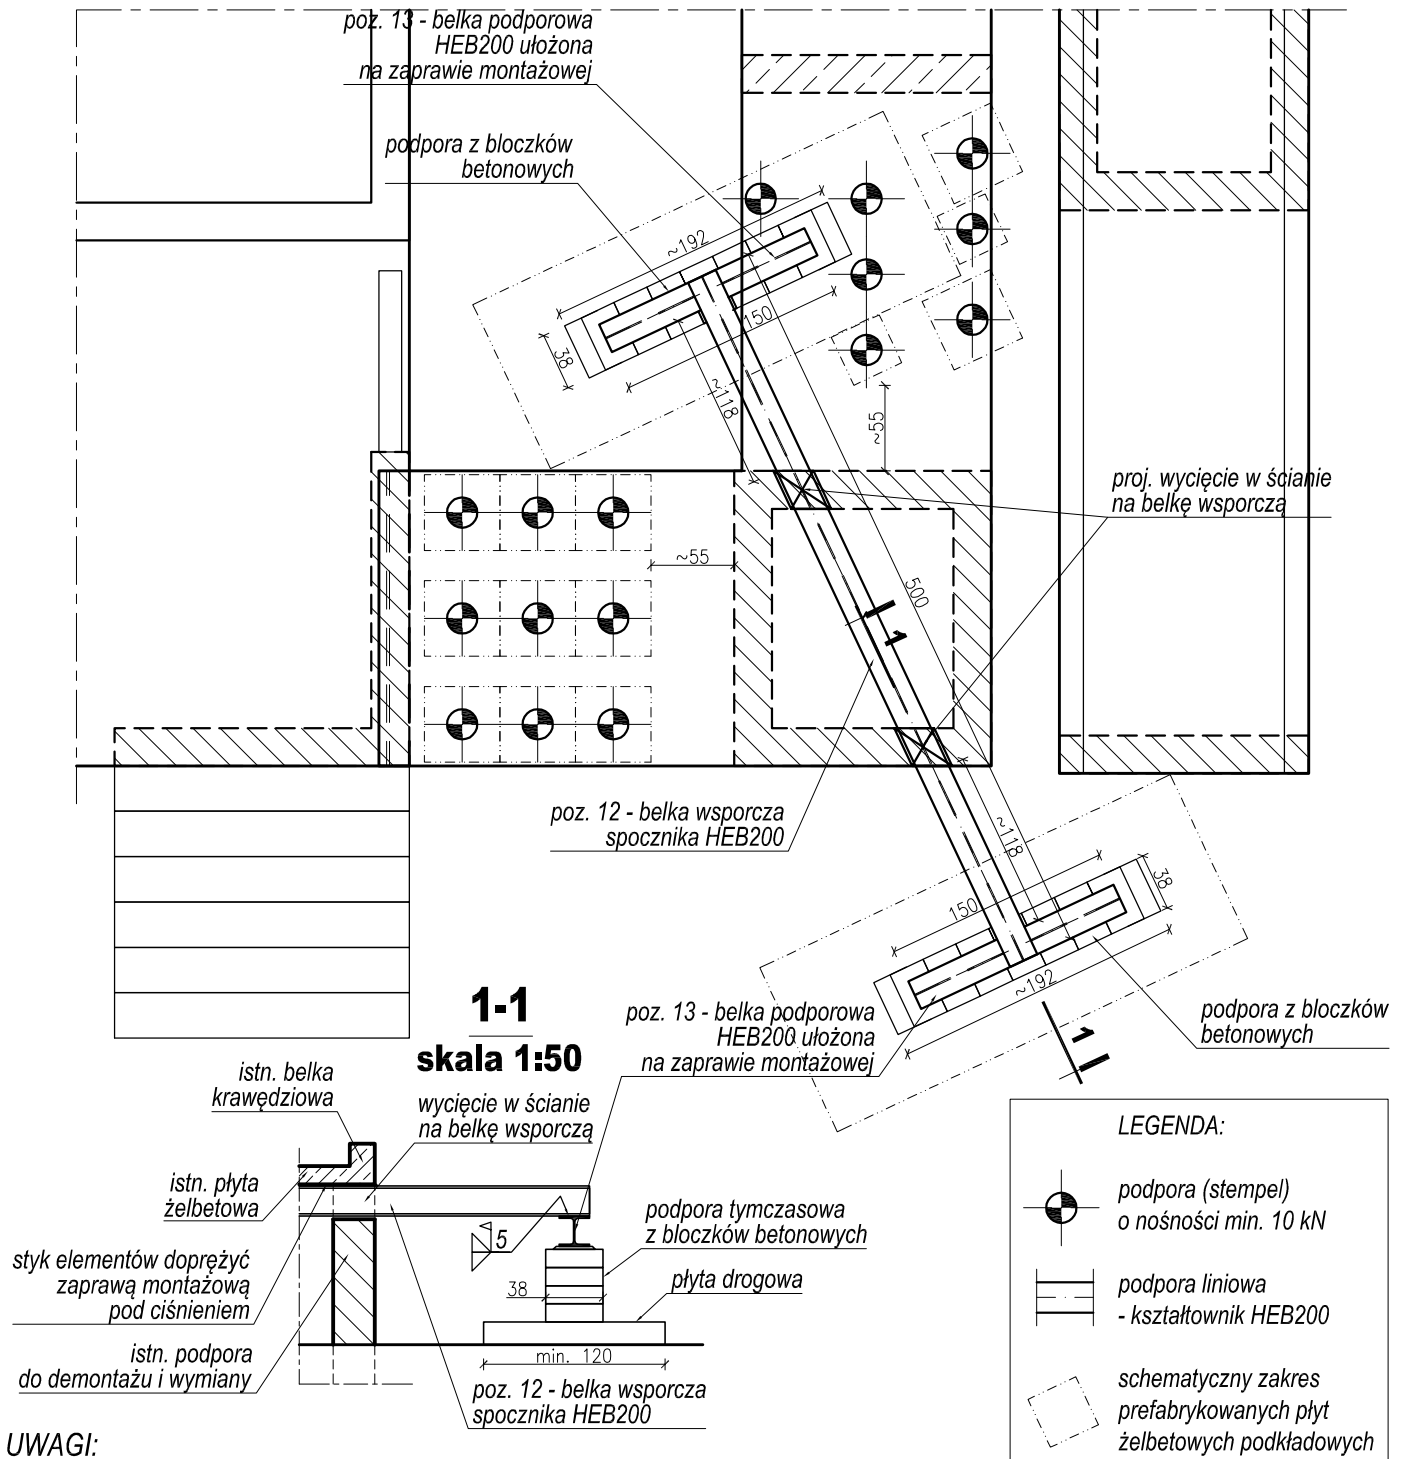 poz. 13 - belka podporowa
HEB200 ułożona
na zaprawie montażowej
podpora z bloczków
betonowych
~192
150
38
~118
~55
proj. wycięcie w ścianie
na belkę wsporczą
~55
500
1
poz. 12 - belka wsporcza
spocznika HEB200
~118
150
38
~192
1-1
skala 1:50
poz. 13 - belka podporowa
HEB200 ułożona
na zaprawie montażowej
podpora z bloczków
betonowych
1
istn. belka
krawędziowa
wycięcie w ścianie
na belkę wsporczą
istn. płyta
żelbetowa
podpora tymczasowa
z bloczków betonowych
5
styk elementów doprężyć
zaprawą montażową
pod ciśnieniem
płyta drogowa
38
istn. podpora
do demontażu i wymiany
min. 120
poz. 12 - belka wsporcza
spocznika HEB200
LEGENDA:
podpora (stempel)
o nośności min. 10 kN
podpora liniowa
- kształtownik HEB200
schematyczny zakres
prefabrykowanych płyt
żelbetowych podkładowych
UWAGI: